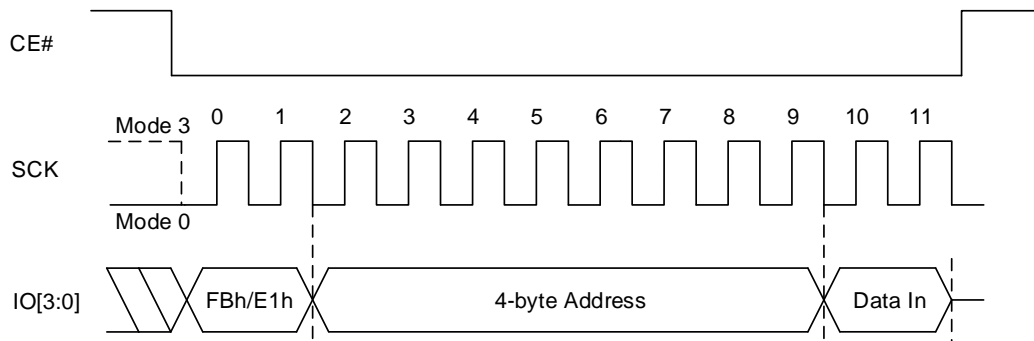 CE#
0 1 2 3 4 5 6 7 8 9 10 11
Mode 3
SCK
Mode 0
IO[3:0] FBh/E1h 4-byte Address Data In